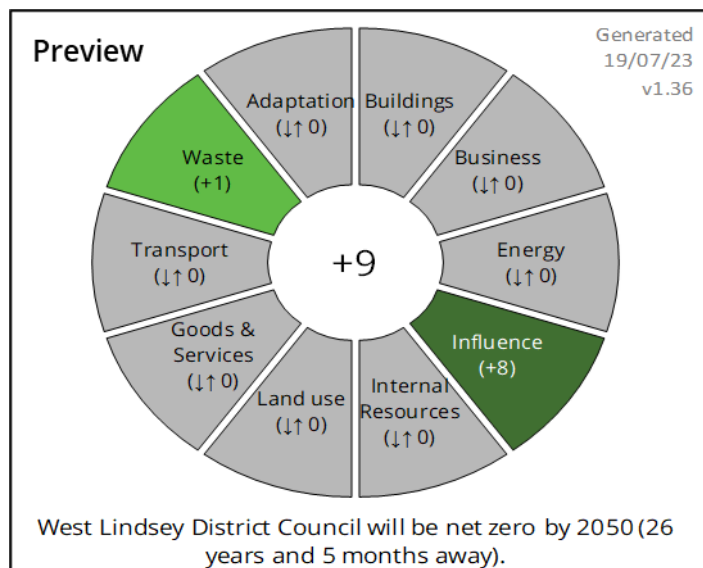 Preview
Generated
19/07/23
v1.36
Adaptation
(↓↑ 0)
Buildings
(↓↑ 0)
Waste
(+1)
Business
(↓↑ 0)
Transport
(↓↑ 0)
+9
Energy
(↓↑ 0)
Goods &
Services
(↓↑ 0)
Influence
(+8)
Land use
(↓↑ 0)
Internal
Resources
(↓↑ 0)
West Lindsey District Council will be net zero by 2050 (26
years and 5 months away).